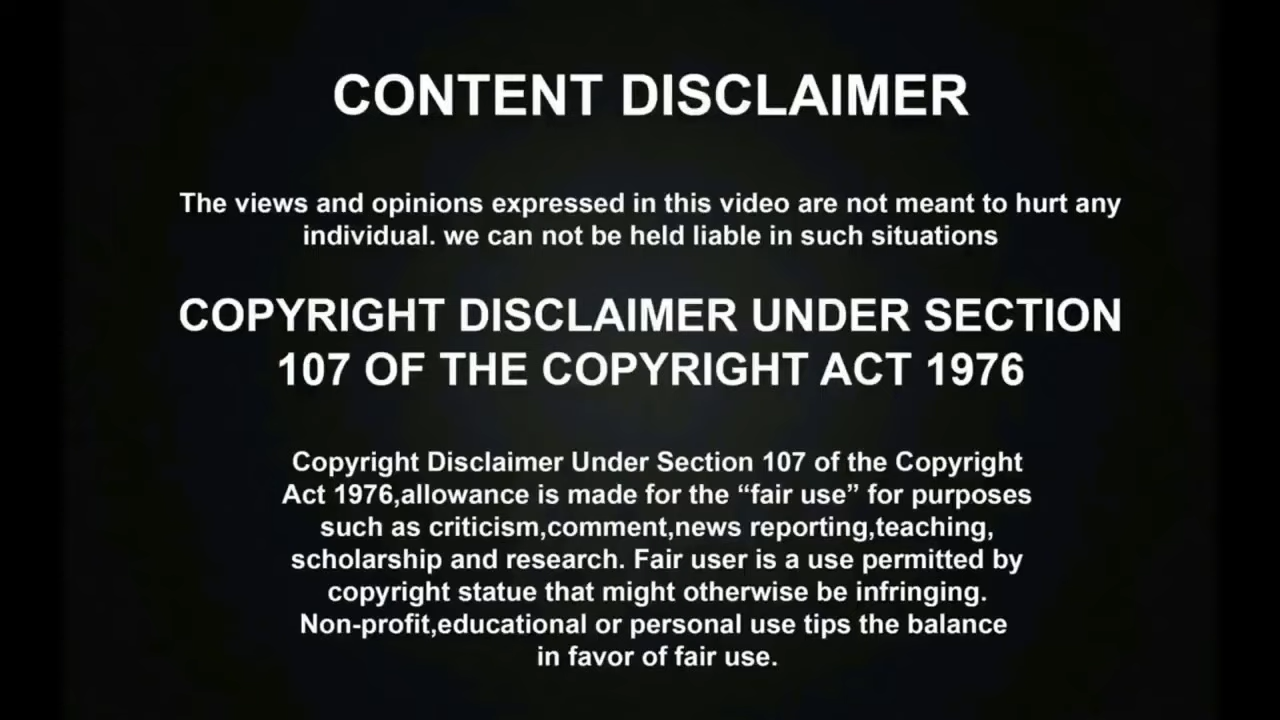 CONTENT DISCLAIMER
The views and opinions expressed in this video are not meant to hurt any
individual. we can not be held liable in such situations
COPYRIGHT DISCLAIMER UNDER SECTION
107 OF THE COPYRIGHT ACT 1976
Copyright Disclaimer Under Section 107 of the Copyright
Act 1976,allowance is made for the “fair use” for purposes
such as criticism,comment,news reporting,teaching,
scholarship and research. Fair user is a use permitted by
copyright statue that might otherwise be infringing.
Non-profit,educational or personal use tips the balance
in favor of fair use.